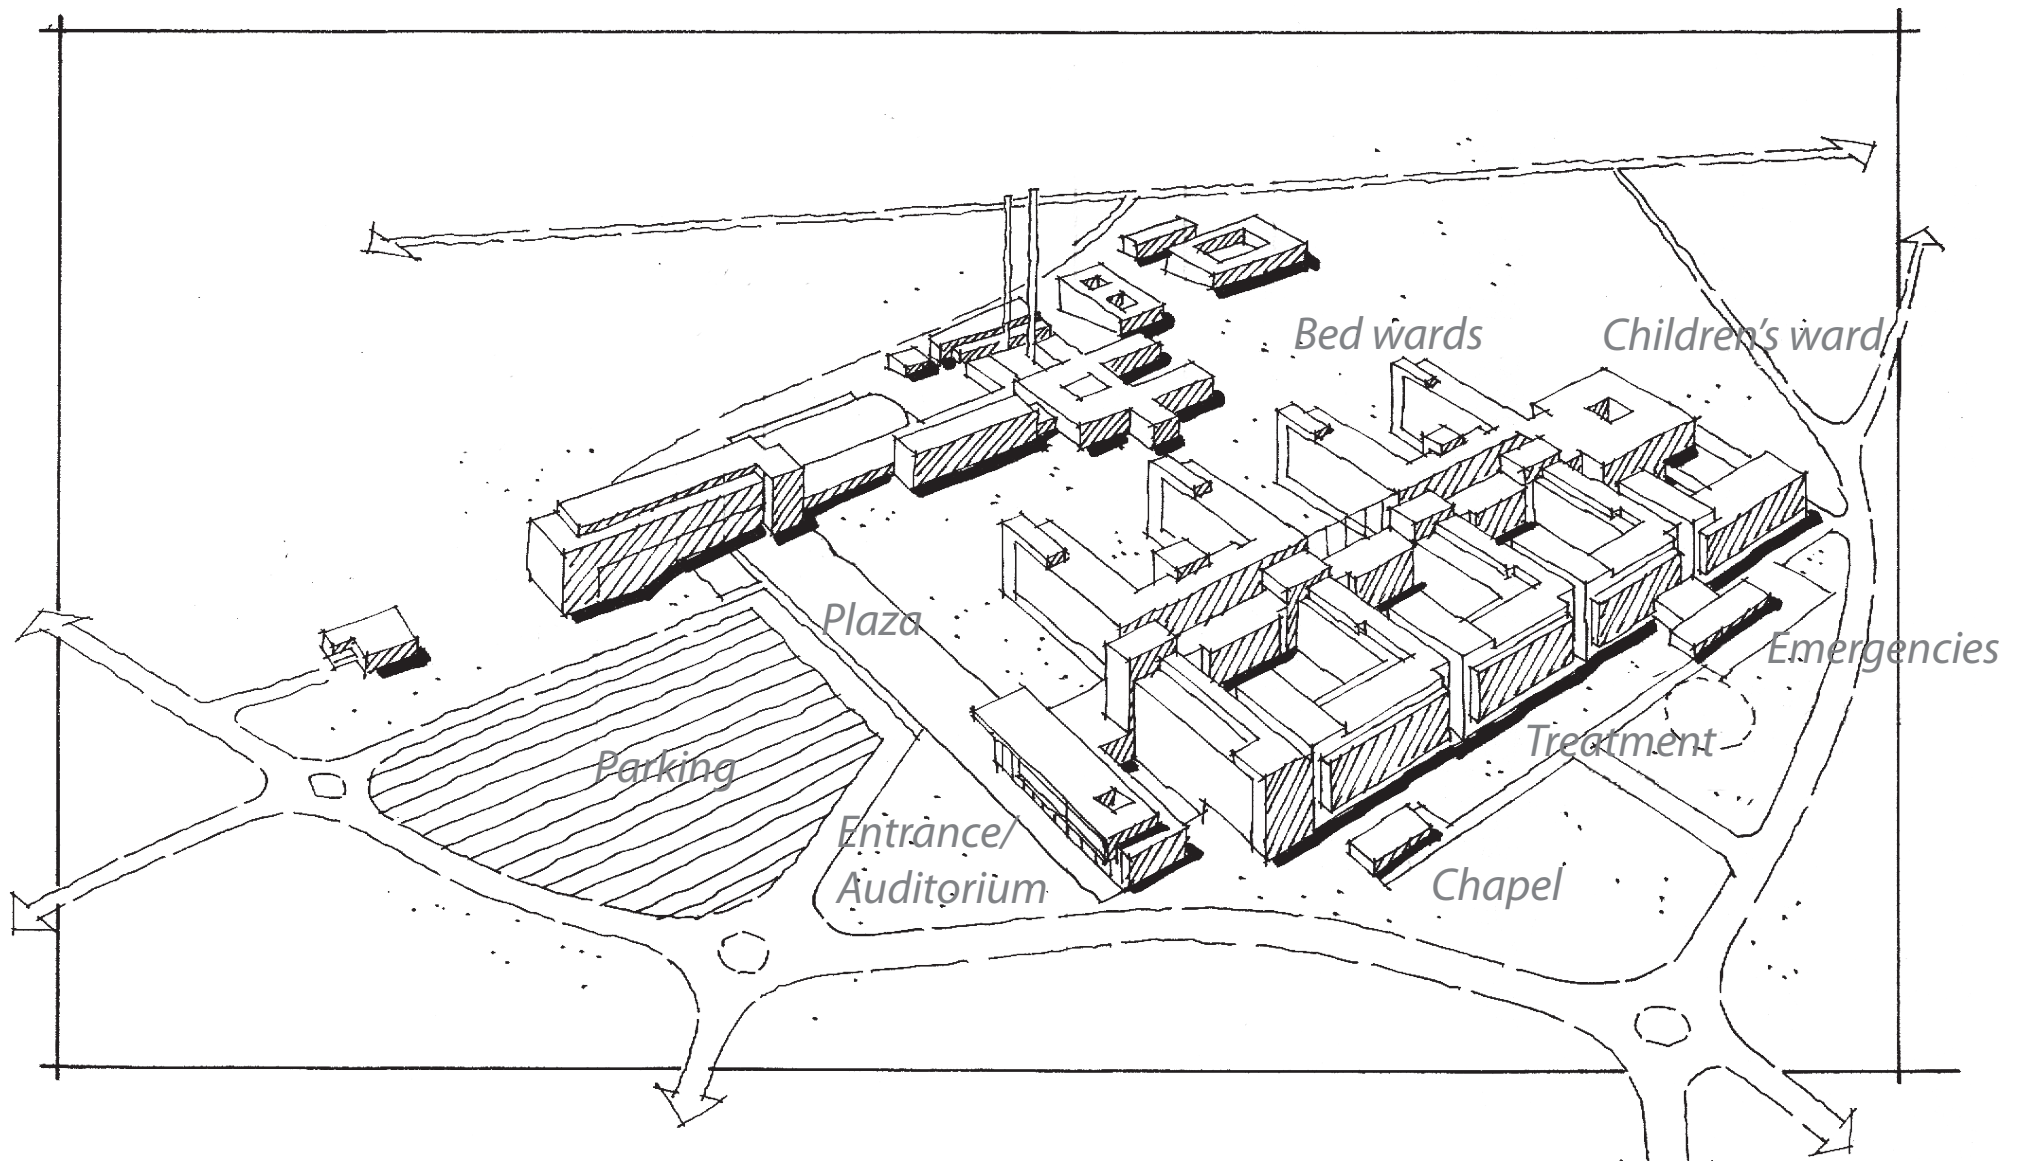 Bed wards
Children's ward
Plaza
Emergencies
Parking
Treatment
Entrance/
Auditorium
Chapel